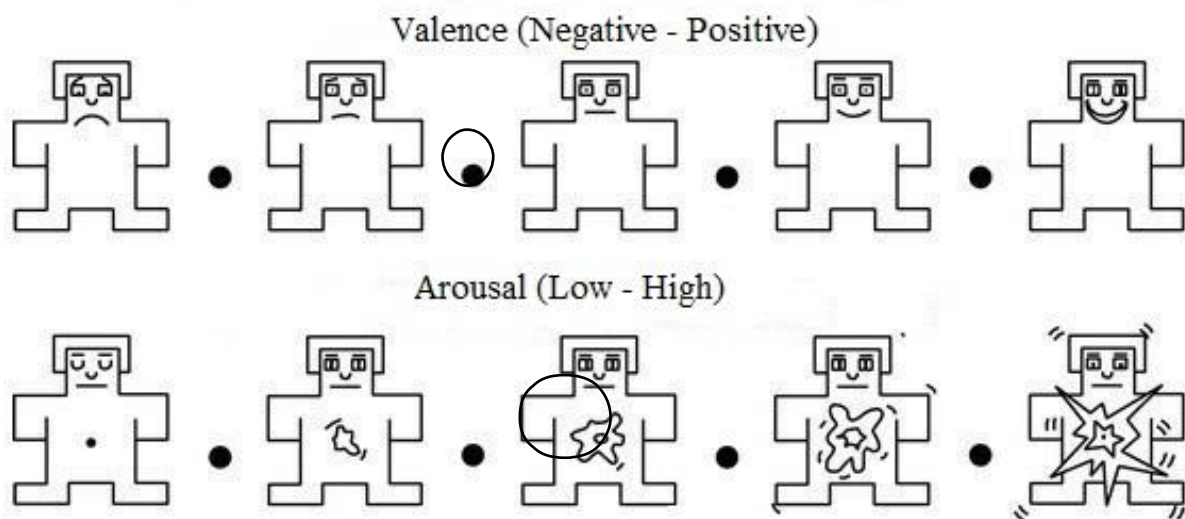 Valence (Negative - Positive)
Arousal (Low - High)